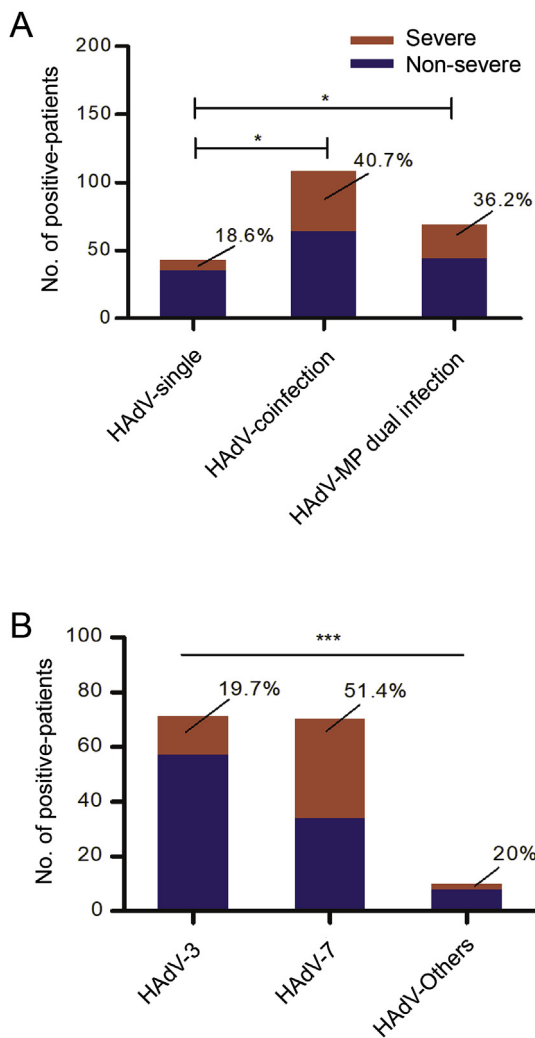 A
Severe
Non-severe
No. of positive-patients
200
150
100
50
0
*
*
18.6%
40.7%
36.2%
HAdV-single
HAdV-coinfection
HAdV-MP dual infection
B
No. of positive-patients
100
80
60
40
20
0
***
19.7%
51.4%
20%
HAdV-3
HAdV-7
HAdV-Others